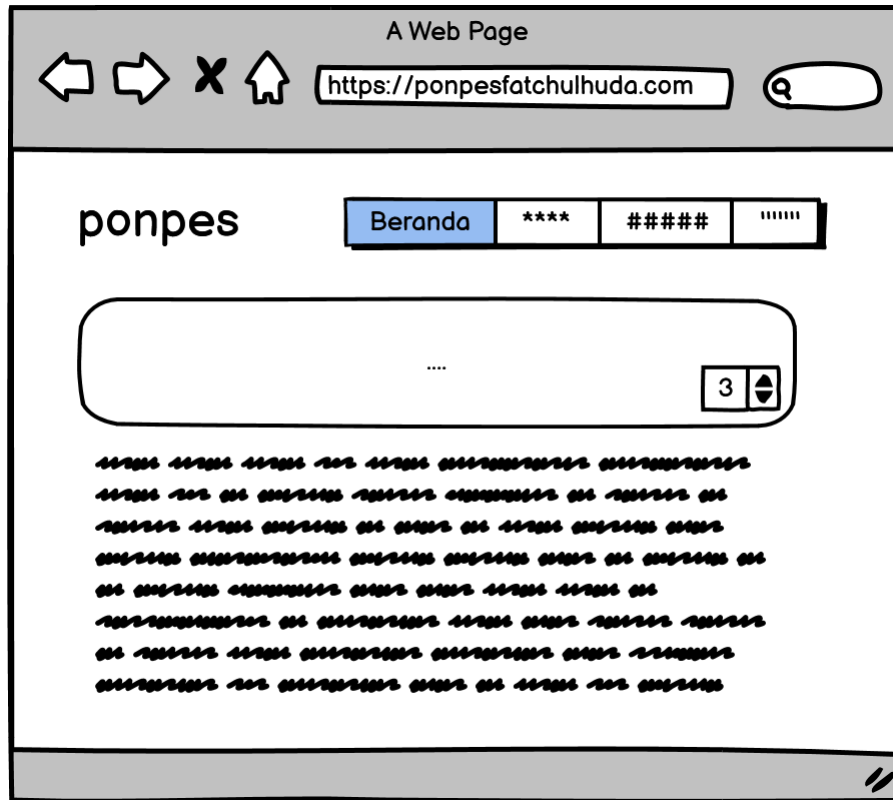 A Web Page
https://ponpesfatchulhuda.com
ponpes
Beranda **** ##### '''''''
....
3